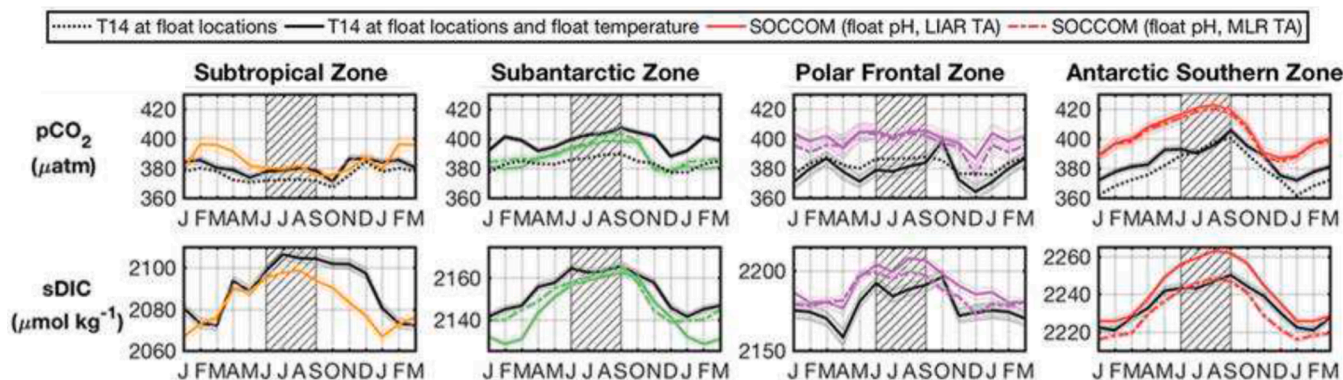 T14 at float locations T14 at float locations and float temperature SOCCOM (float pH, LIAR TA) SOCCOM (float pH, MLR TA)
Subtropical Zone Subantarctic Zone Polar Frontal Zone Antarctic Southern Zone
pCO₂
(μatm)
420 420 420 420
400 400 400 400
380 380 380 380
360 360 360 360
J FMAMJ J ASOND J FM J FMAMJ J ASOND J FM J FMAMJ J ASOND J FM J FMAMJ J ASOND J FM
sDIC
(μmol kg⁻¹)
2100 2160 2200 2260
2080 2140 2150 2240
2060 2220
J FMAMJ J ASOND J FM J FMAMJ J ASOND J FM J FMAMJ J ASOND J FM J FMAMJ J ASOND J FM